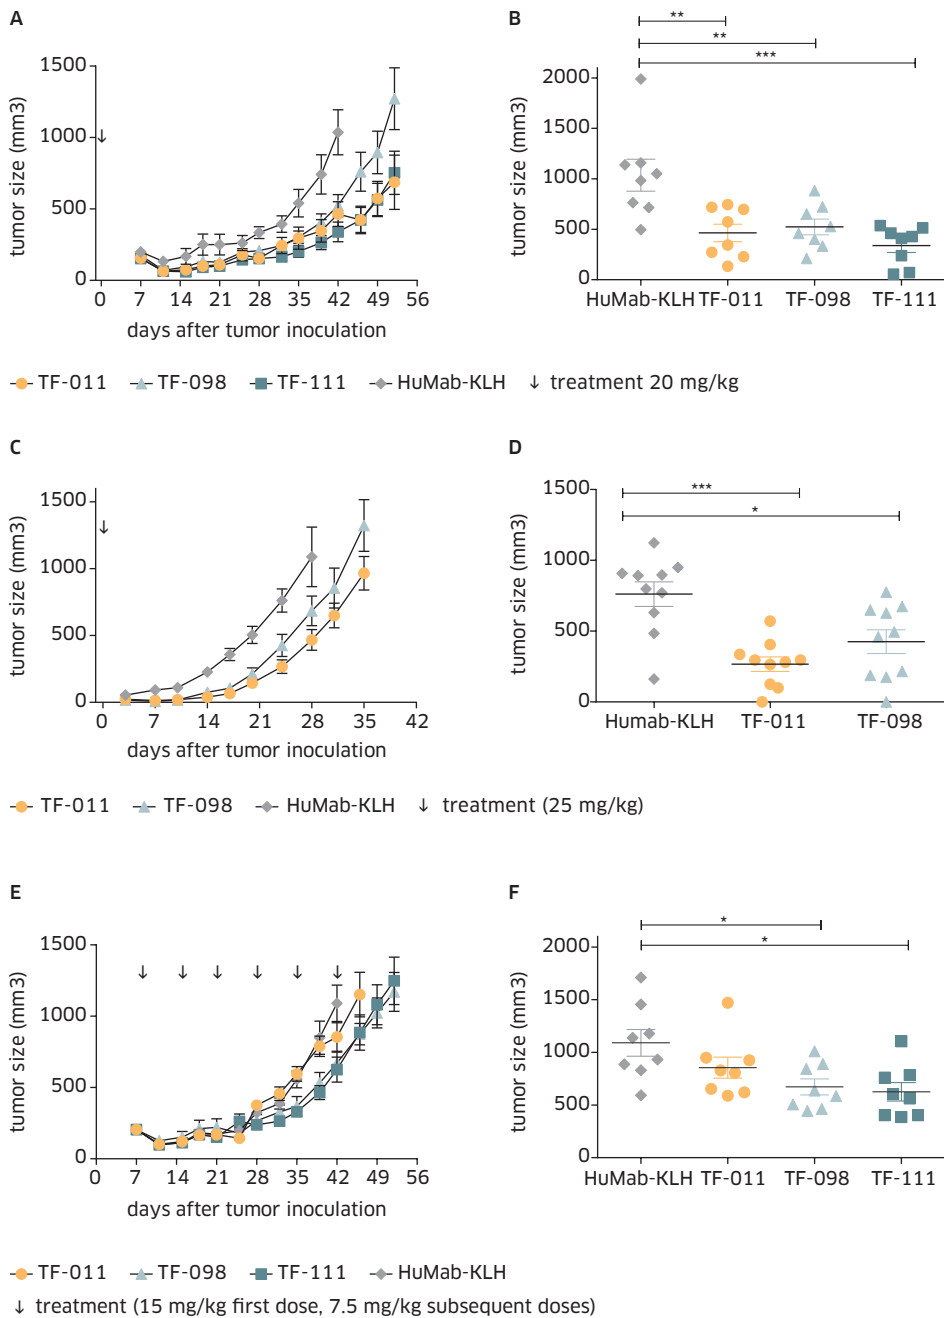 A
tumor size (mm3)
1500
1000
500
0
↓
0 7 14 21 28 35 42 49 56
days after tumor inoculation
B
tumor size (mm3)
2000
1500
1000
500
0
**
**
***
HuMab-KLH TF-011 TF-098 TF-111
TF-011 TF-098 TF-111 HuMab-KLH ↓ treatment 20 mg/kg
C
tumor size (mm3)
1500
1000
500
0
↓
0 7 14 21 28 35 42
days after tumor inoculation
D
tumor size (mm3)
1500
1000
500
0
***
*
Humab-KLH TF-011 TF-098
TF-011 TF-098 HuMab-KLH ↓ treatment (25 mg/kg)
E
tumor size (mm3)
1500
1000
500
0
↓ ↓ ↓ ↓ ↓ ↓
0 7 14 21 28 35 42 49 56
days after tumor inoculation
F
tumor size (mm3)
2000
1500
1000
500
0
*
*
HuMab-KLH TF-011 TF-098 TF-111
TF-011 TF-098 TF-111 HuMab-KLH
↓ treatment (15 mg/kg first dose, 7.5 mg/kg subsequent doses)